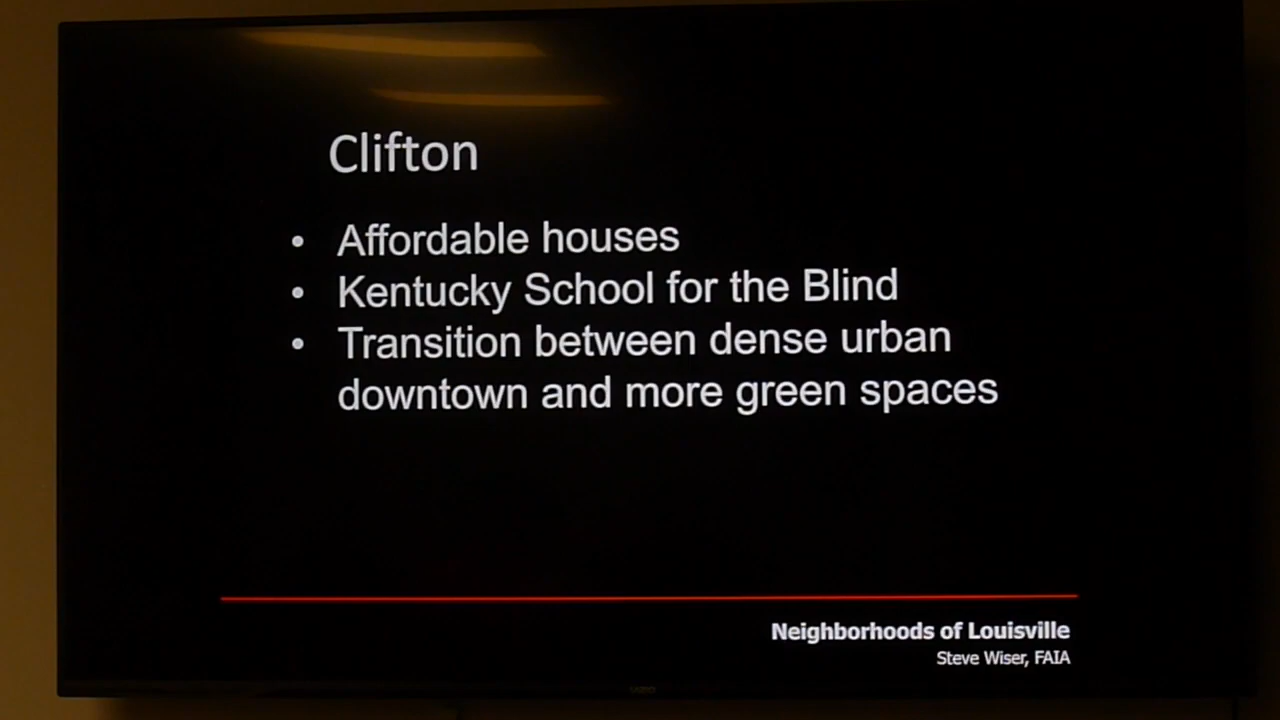 Clifton
• Affordable houses
• Kentucky School for the Blind
• Transition between dense urban
downtown and more green spaces
Neighborhoods of Louisville
Steve Wiser, FAIA